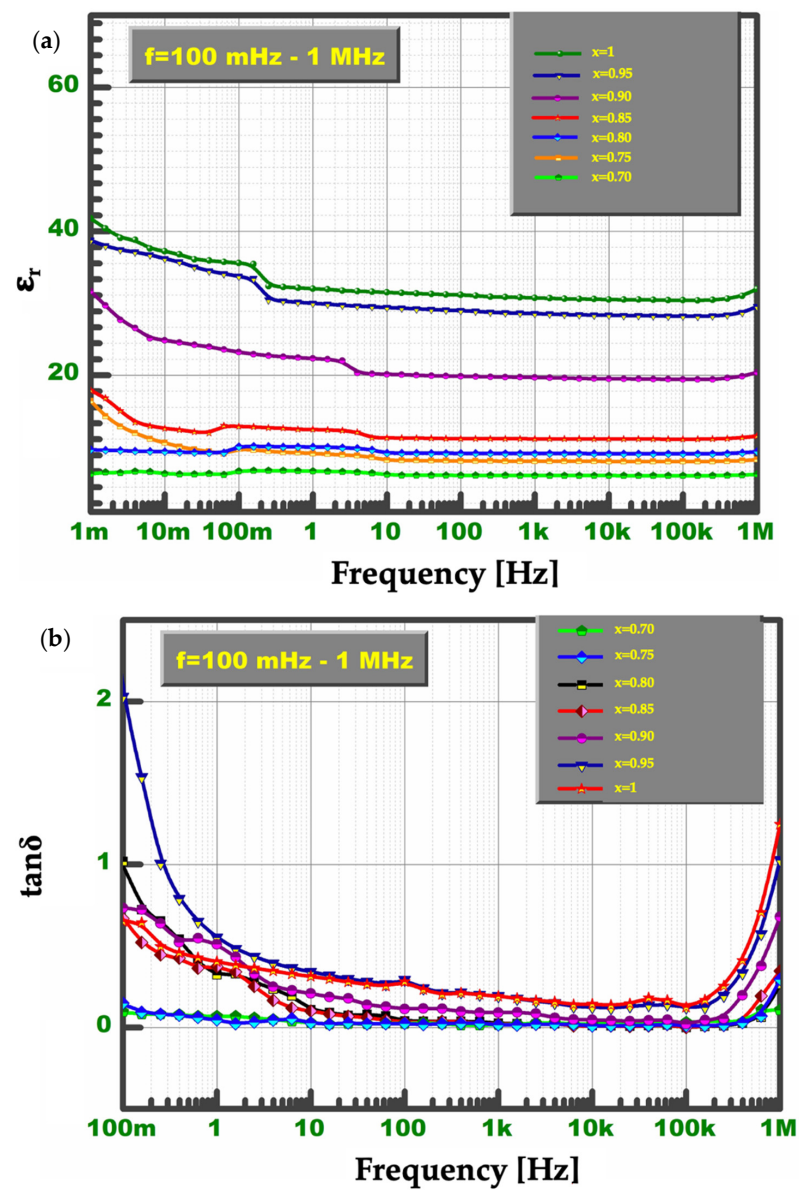 (a)
f=100 mHz - 1 MHz
x=1
x=0.95
x=0.90
x=0.85
x=0.80
x=0.75
x=0.70
60
40
20
εr
1m 10m 100m 1 10 100 1k 10k 100k 1M
Frequency [Hz]
(b)
f=100 mHz - 1 MHz
x=0.70
x=0.75
x=0.80
x=0.85
x=0.90
x=0.95
x=1
2
1
0
tanδ
100m 1 10 100 1k 10k 100k 1M
Frequency [Hz]